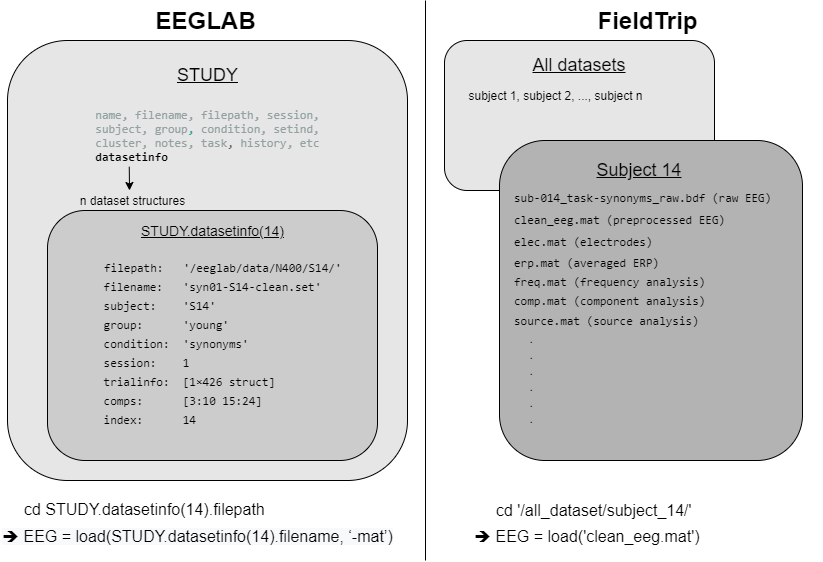 EEGLAB
STUDY
name, filename, filepath, session,
subject, group, condition, setind,
cluster, notes, task, history, etc
datasetinfo
n dataset structures
STUDY.datasetinfo(14)
filepath: '/eeglab/data/N400/S14/'
filename: 'syn01-S14-clean.set'
subject: 'S14'
group: 'young'
condition: 'synonyms'
session: 1
trialinfo: [1×426 struct]
comps: [3:10 15:24]
index: 14
cd STUDY.datasetinfo(14).filepath
➔ EEG = load(STUDY.datasetinfo(14).filename, ‘-mat’)
FieldTrip
All datasets
subject 1, subject 2, ..., subject n
Subject 14
sub-014_task-synonyms_raw.bdf (raw EEG)
clean_eeg.mat (preprocessed EEG)
elec.mat (electrodes)
erp.mat (averaged ERP)
freq.mat (frequency analysis)
comp.mat (component analysis)
source.mat (source analysis)
.
.
.
.
.
.
cd '/all_dataset/subject_14/'
➔ EEG = load('clean_eeg.mat')